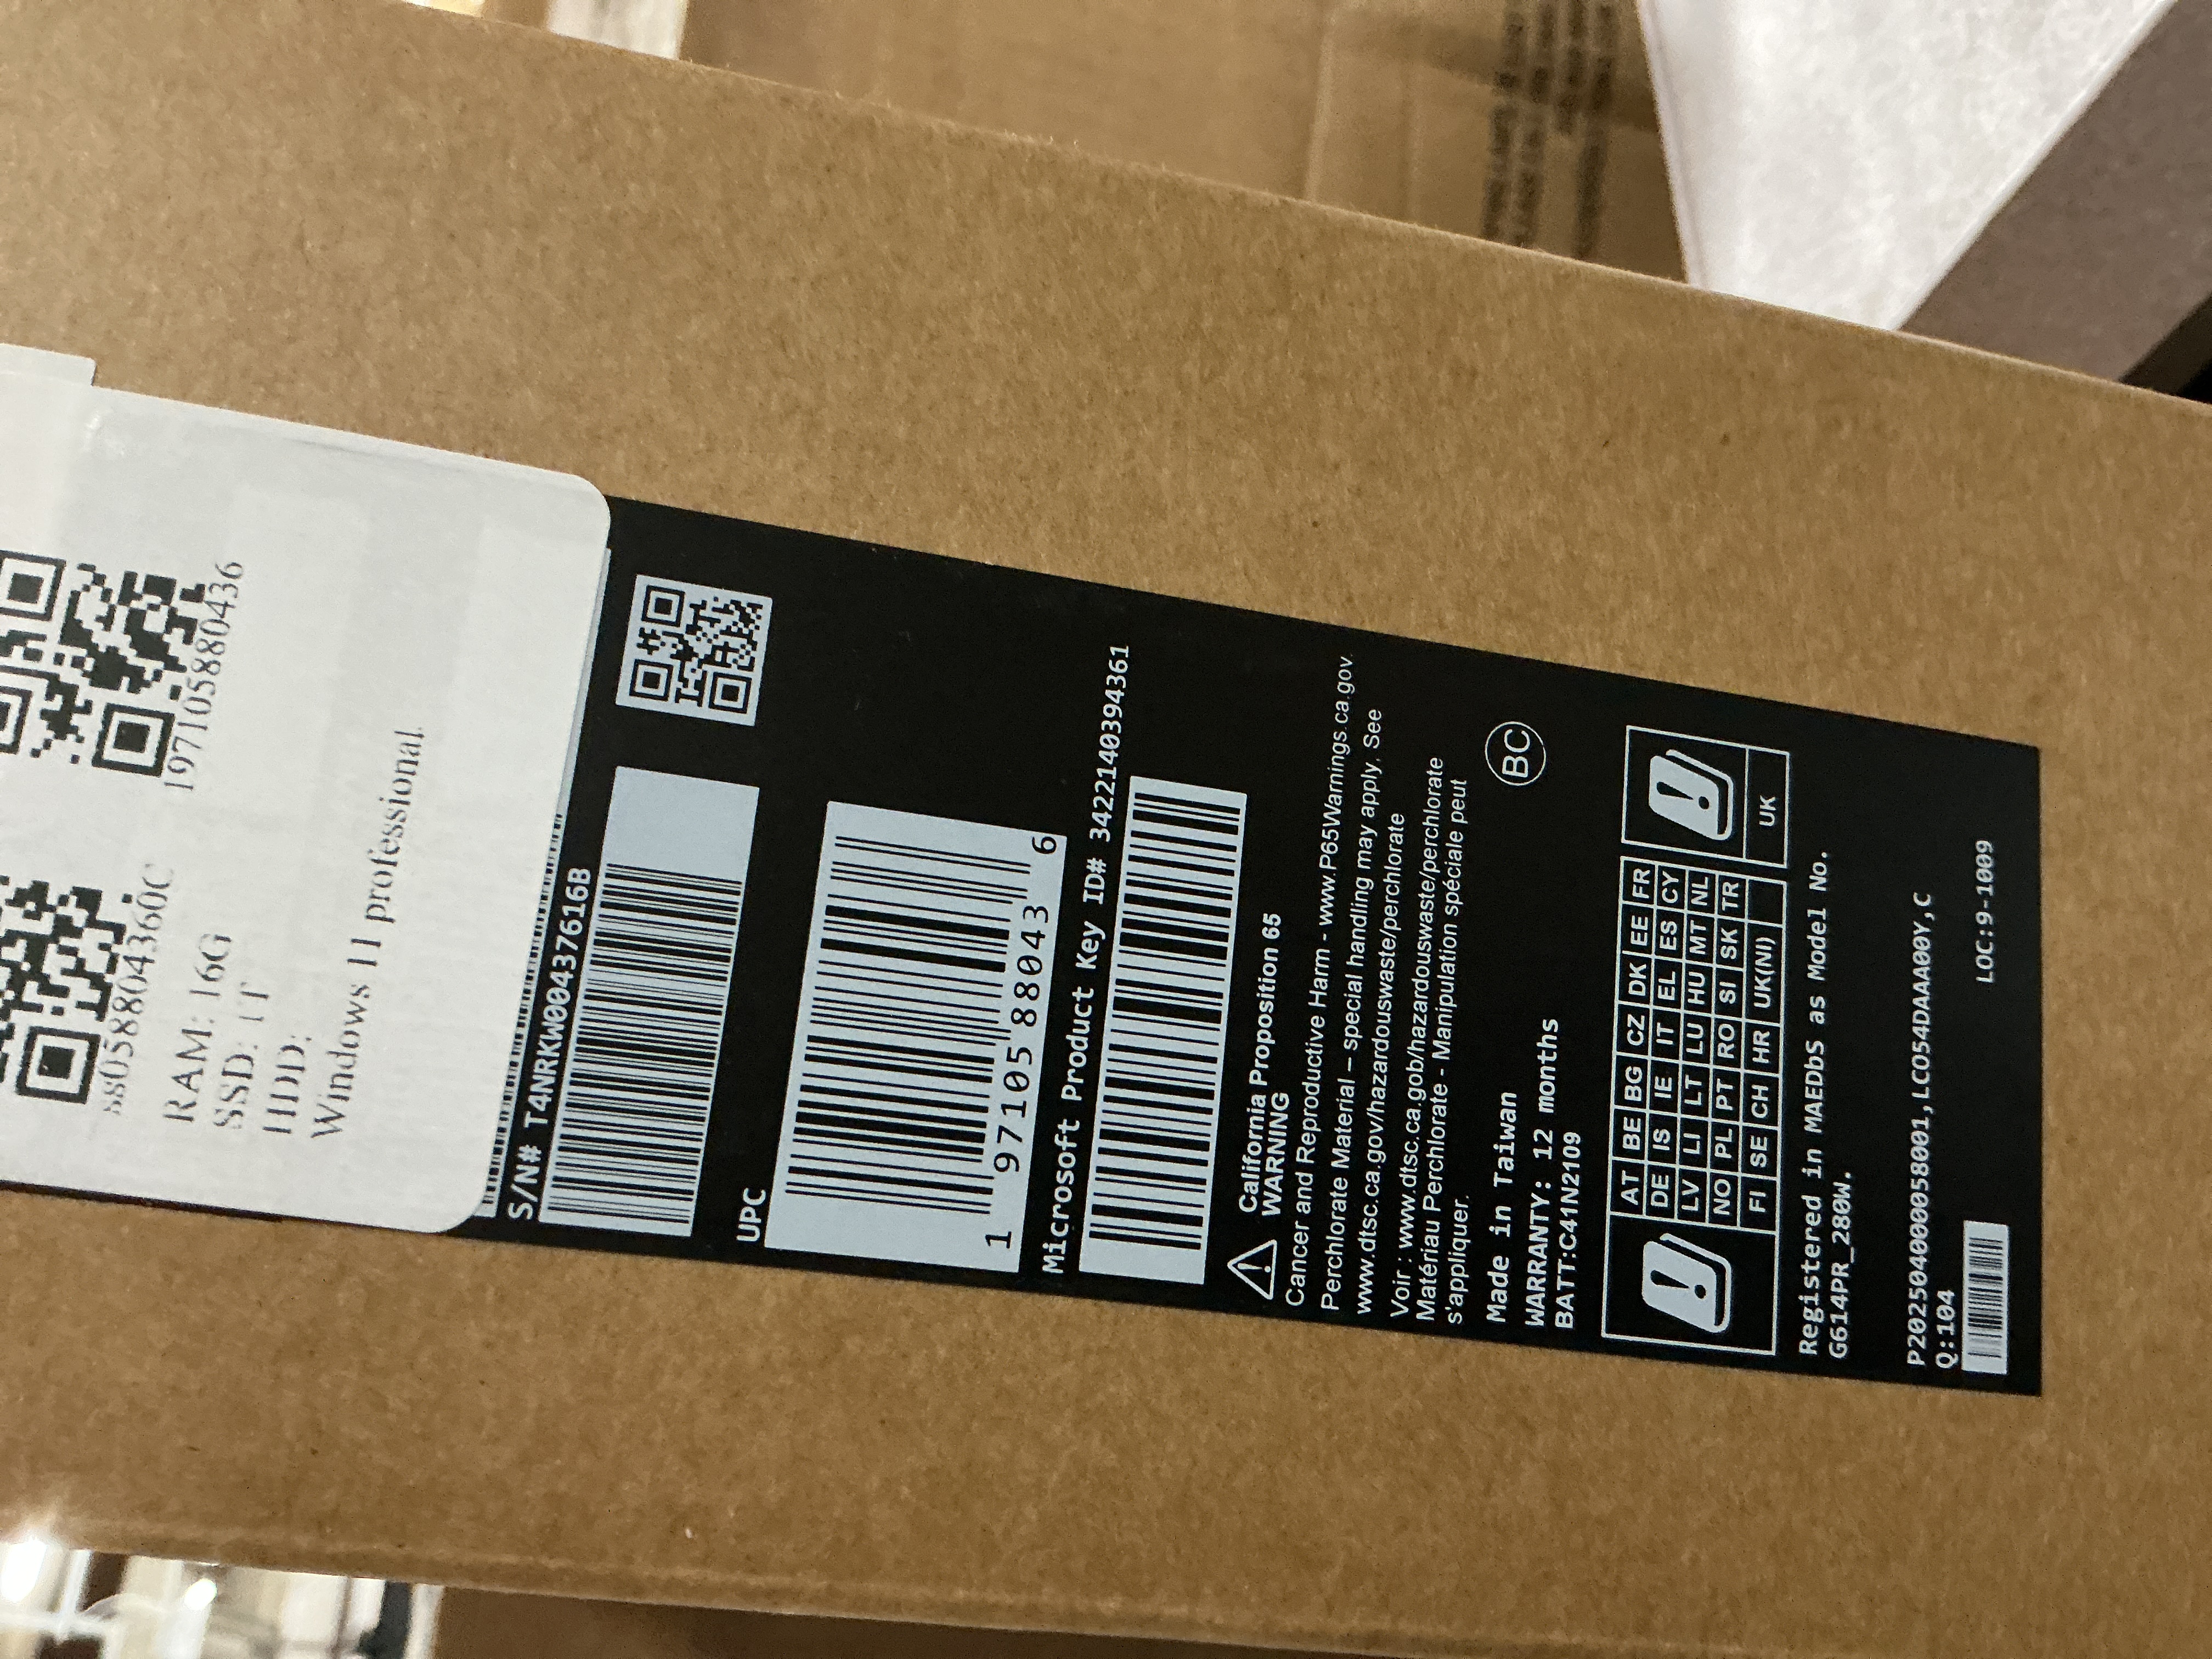 197105880436
RAM: 16G
SSD: 1T
HDD:
Windows 11 professional.
S/N# T4NRKW00437616B
UPC
1 97105 88043 6
Microsoft Product Key ID# 3422140394361
California Proposition 65
WARNING
Cancer and Reproductive Harm - www.P65Warnings.ca.gov.
Perchlorate Material – special handling may apply, See
www.dtsc.ca.gov/hazardouswaste/perchlorate
Voir : www.dtsc.ca.gob/hazardouswaste/perchlorate
Matériau Perchlorate - Manipulation spéciale peut
s'appliquer.
Made in Taiwan
BC
WARRANTY: 12 months
BATT:C41N2109
AT BE BG CZ DK EE FR
DE IS IE IT EL ES CY
LV LI LT LU HU MT NL
NO PL PT RO SI SK TR
FI SE CH HR UK(NI)
UK
Registered in MAEDbS as Model No.
G614PR_280W.
P20250400000058001,LCO54DAAA00Y,C
Q:104
LOC:9-1009